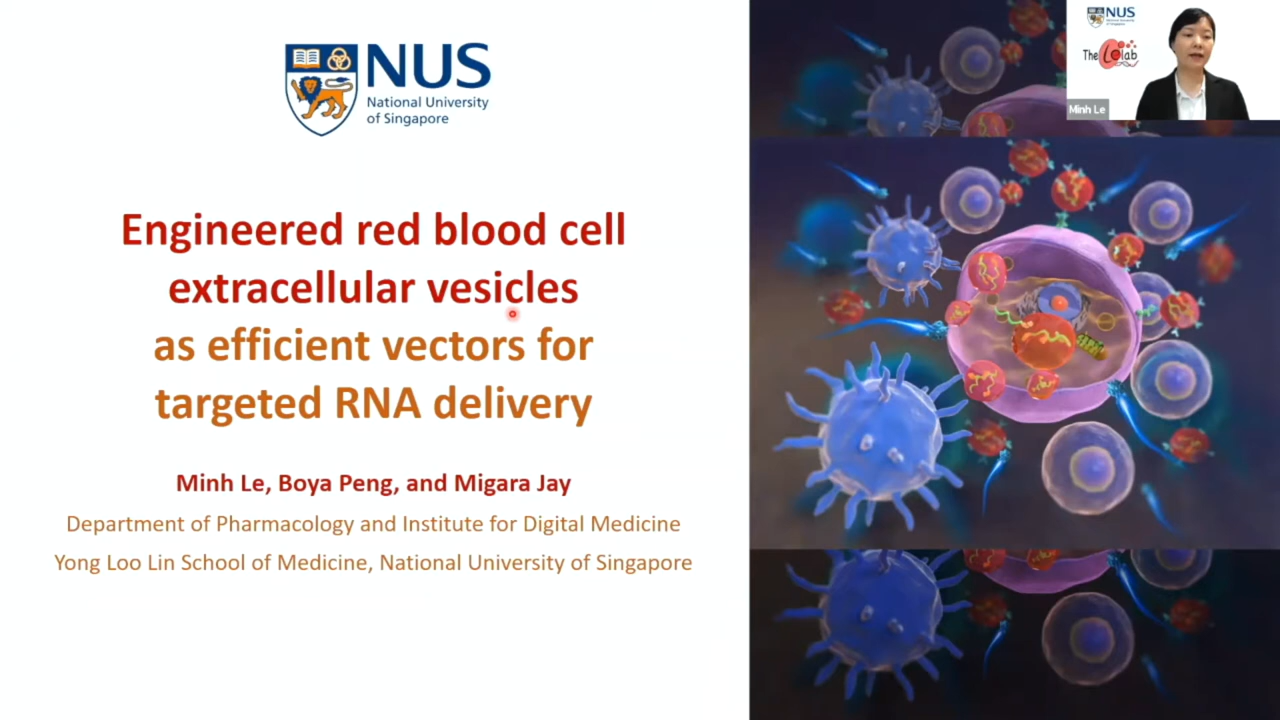 NUS
National University
of Singapore
Engineered red blood cell
extracellular vesicles
as efficient vectors for
targeted RNA delivery
Minh Le, Boya Peng, and Migara Jay
Department of Pharmacology and Institute for Digital Medicine
Yong Loo Lin School of Medicine, National University of Singapore
NUS
The Le lab
Minh Le